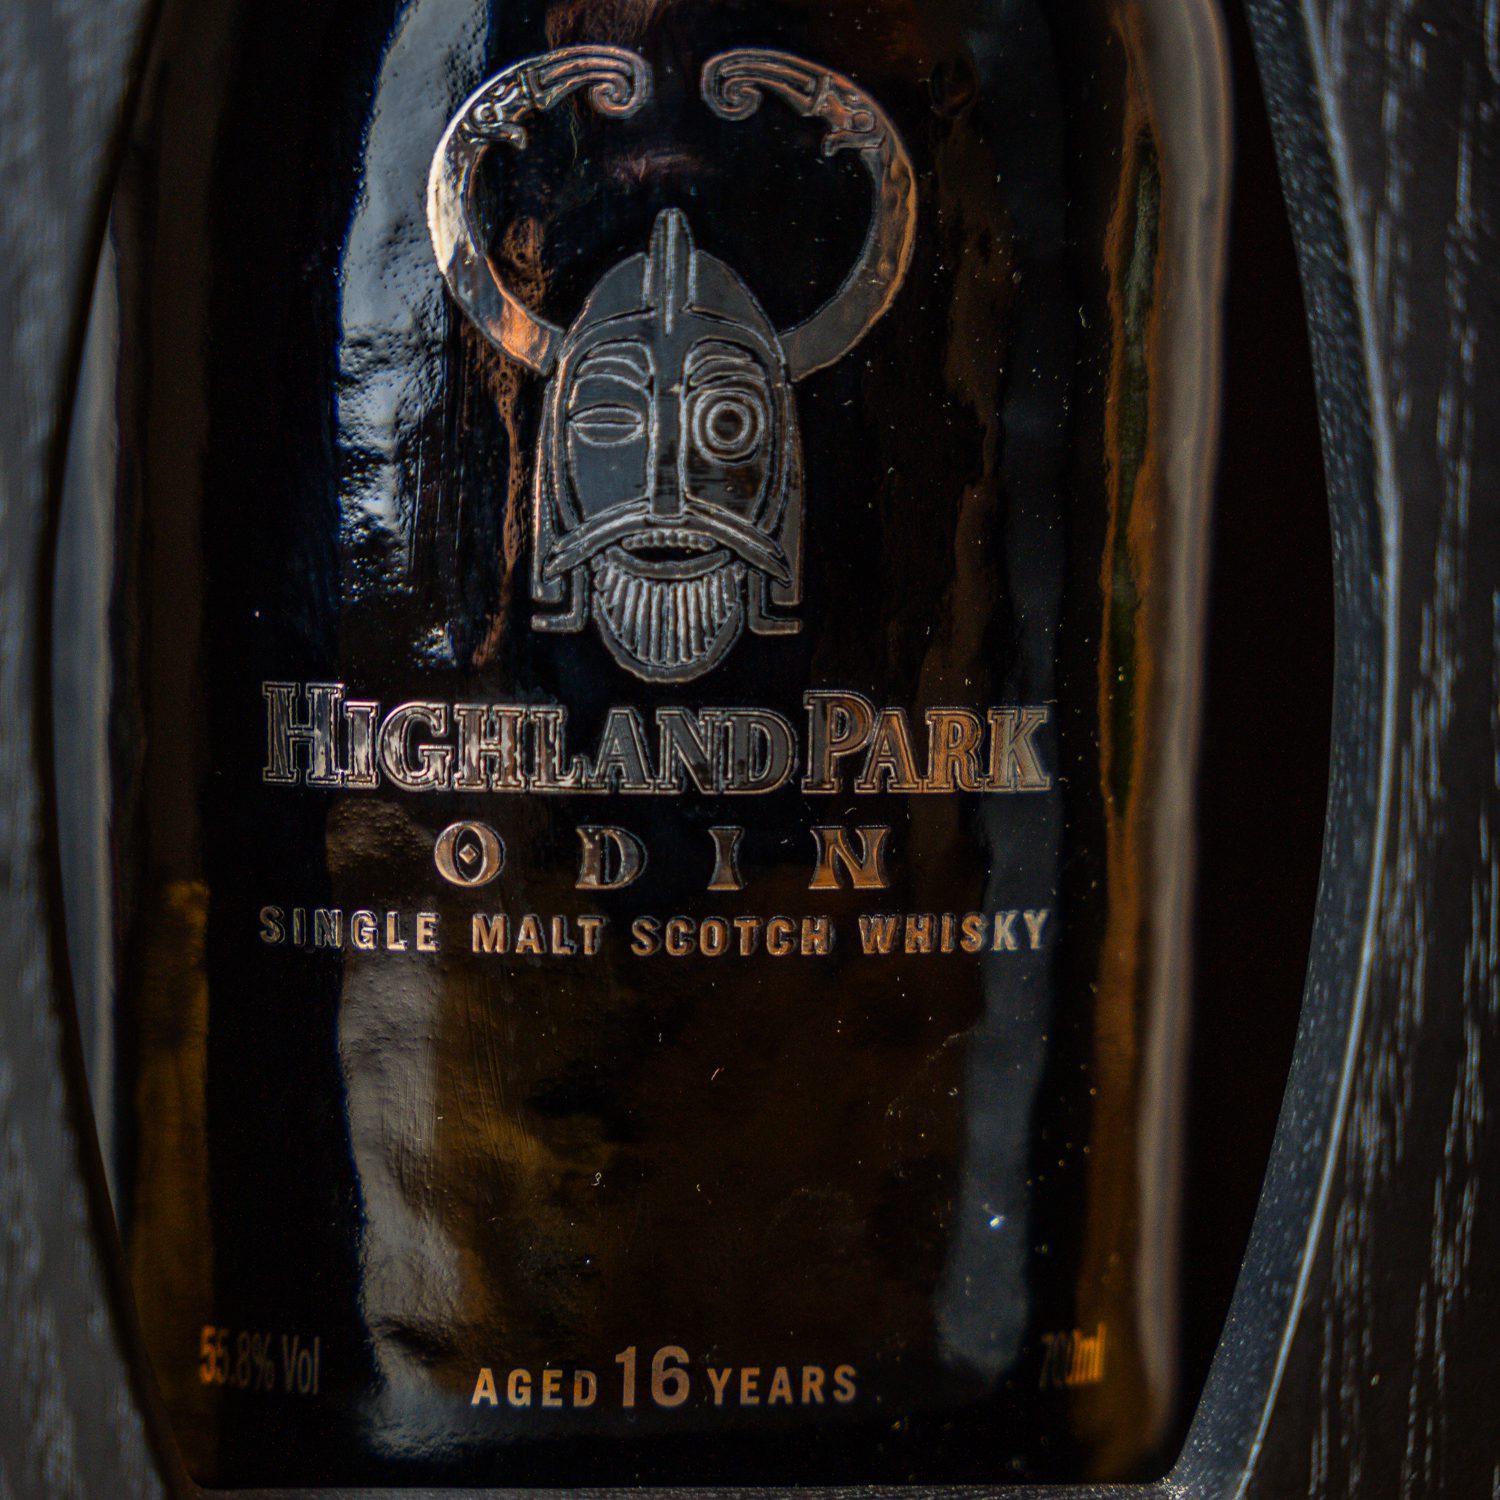 HIGHLAND PARK
ODIN
SINGLE MALT SCOTCH WHISKY
55.8% Vol
AGED 16 YEARS
700ml